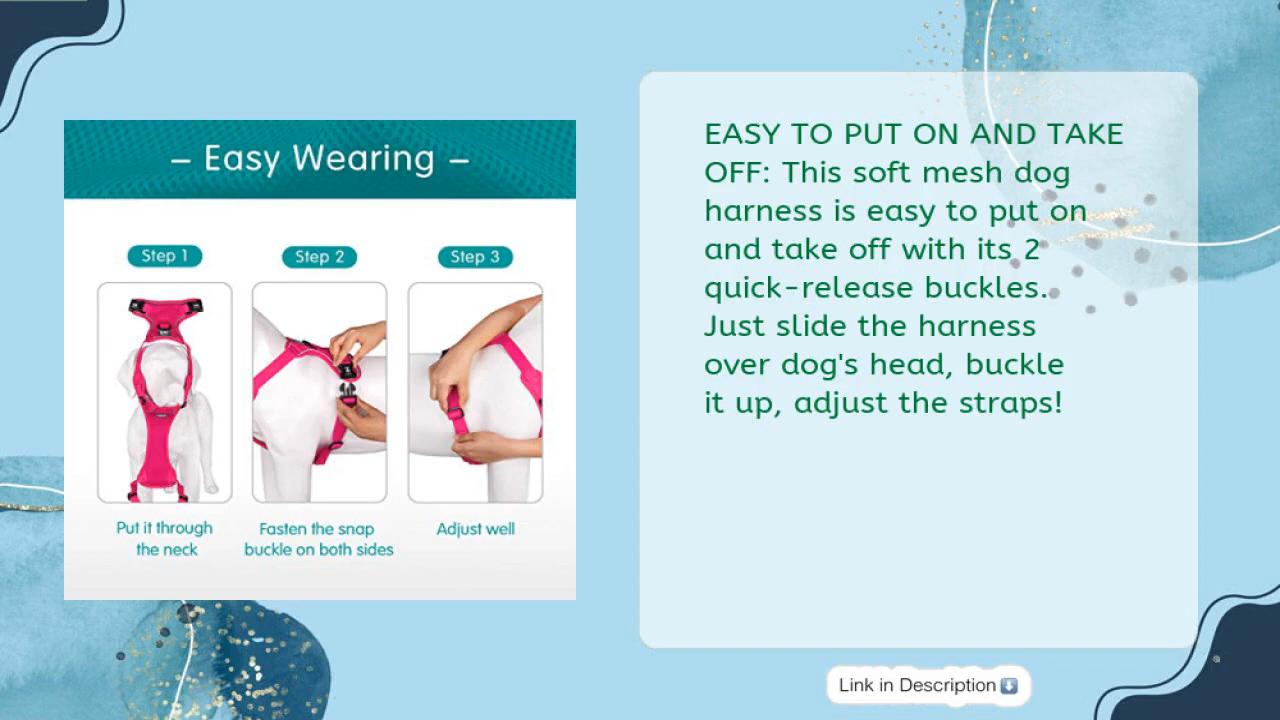 – Easy Wearing –
Step 1
Step 2
Step 3
Put it through
the neck
Fasten the snap
buckle on both sides
Adjust well
EASY TO PUT ON AND TAKE
OFF: This soft mesh dog
harness is easy to put on
and take off with its 2
quick-release buckles.
Just slide the harness
over dog's head, buckle
it up, adjust the straps!
Link in Description⬇️